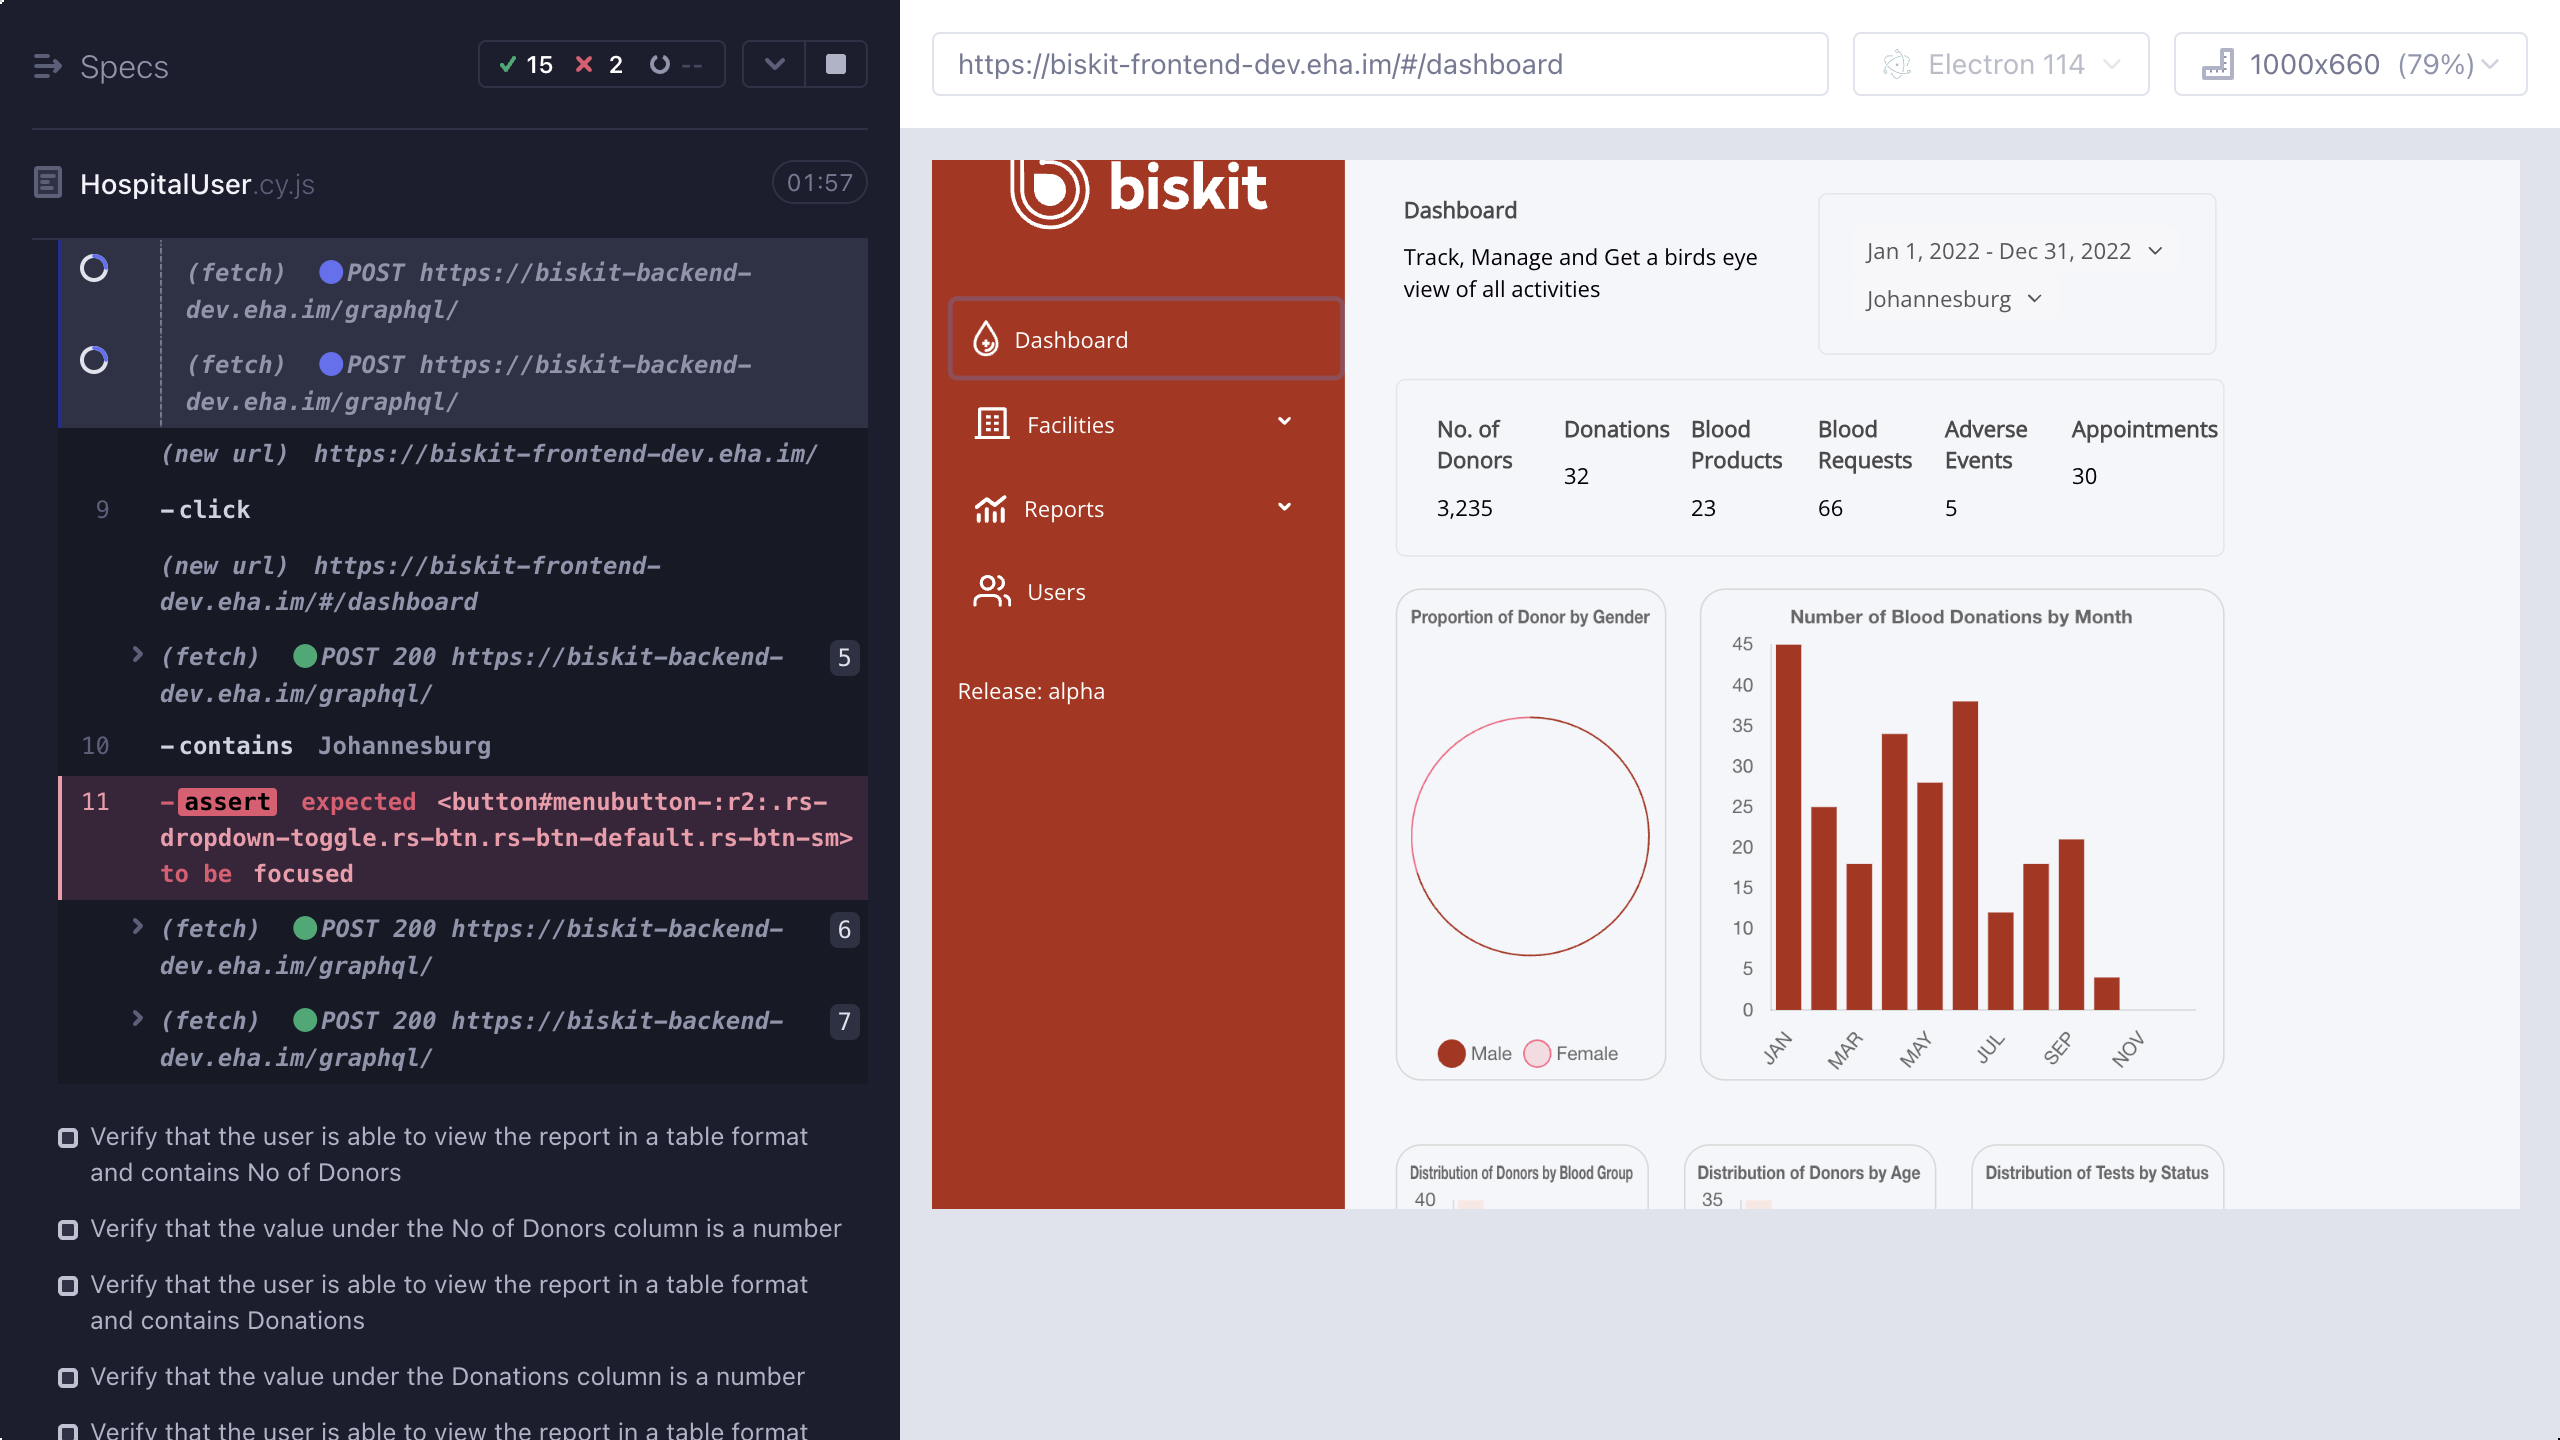 Specs
15 2 --
HospitalUser.cy.js
01:57
(fetch) POST https://biskit-backend-
dev.eha.im/graphql/
(fetch) POST https://biskit-backend-
dev.eha.im/graphql/
(new url) https://biskit-frontend-dev.eha.im/
9 -click
(new url) https://biskit-frontend-
dev.eha.im/#/dashboard
(fetch) POST 200 https://biskit-backend- 5
dev.eha.im/graphql/
10 -contains Johannesburg
11 -assert expected <button#menubutton-:r2:.rs-
dropdown-toggle.rs-btn.rs-btn-default.rs-btn-sm>
to be focused
(fetch) POST 200 https://biskit-backend- 6
dev.eha.im/graphql/
(fetch) POST 200 https://biskit-backend- 7
dev.eha.im/graphql/
Verify that the user is able to view the report in a table format
and contains No of Donors
Verify that the value under the No of Donors column is a number
Verify that the user is able to view the report in a table format
and contains Donations
Verify that the value under the Donations column is a number
Verify that the user is able to view the report in a table format
https://biskit-frontend-dev.eha.im/#/dashboard
Electron 114
1000x660 (79%)
biskit
Dashboard
Facilities
Reports
Users
Release: alpha
Dashboard
Track, Manage and Get a birds eye
view of all activities
Jan 1, 2022 - Dec 31, 2022
Johannesburg
No. of
Donors
3,235
Donations
32
Blood
Products
23
Blood
Requests
66
Adverse
Events
5
Appointments
30
Proportion of Donor by Gender
Male Female
Number of Blood Donations by Month
45
40
35
30
25
20
15
10
5
0
JAN MAR MAY JUL SEP NOV
Distribution of Donors by Blood Group
40
Distribution of Donors by Age
35
Distribution of Tests by Status